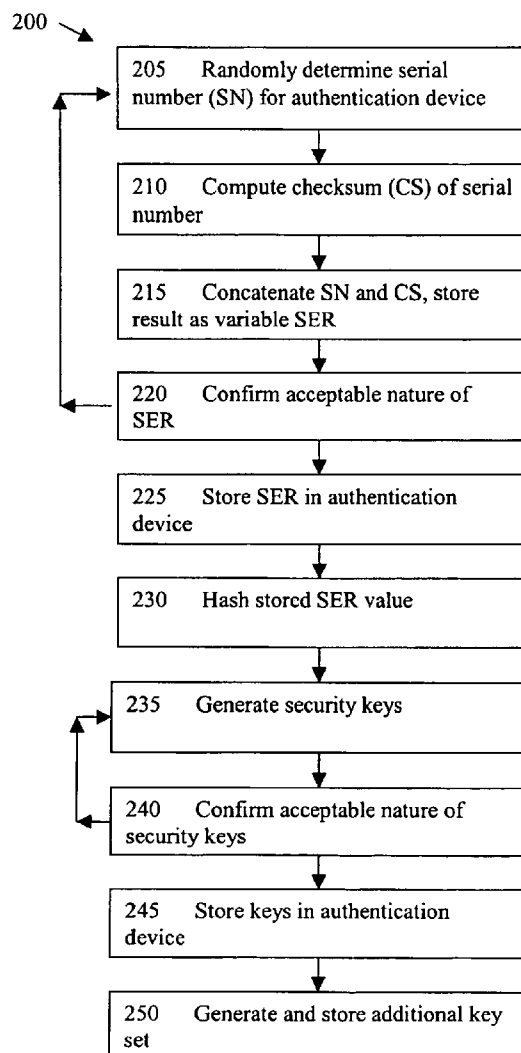 200
205 Randomly determine serial
number (SN) for authentication device
210 Compute checksum (CS) of serial
number
215 Concatenate SN and CS, store
result as variable SER
220 Confirm acceptable nature of
SER
225 Store SER in authentication
device
230 Hash stored SER value
235 Generate security keys
240 Confirm acceptable nature of
security keys
245 Store keys in authentication
device
250 Generate and store additional key
set